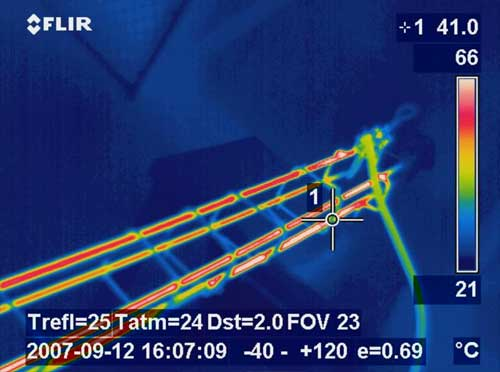 FLIR
1 41.0
66
1
21
Trefl=25 Tatm=24 Dst=2.0 FOV 23
2007-09-12 16:07:09 -40 - +120 e=0.69 °C